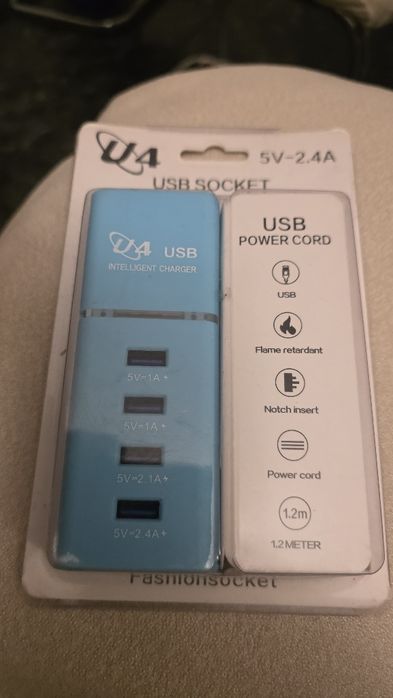 U4
5V-2.4A
USB SOCKET
U4 USB
INTELLIGENT CHARGER
5V-1A
5V-1A
5V-2.1A
5V-2.4A
USB
POWER CORD
USB
Flame retardant
Notch insert
Power cord
1.2m
1.2METER
Fashionsocket